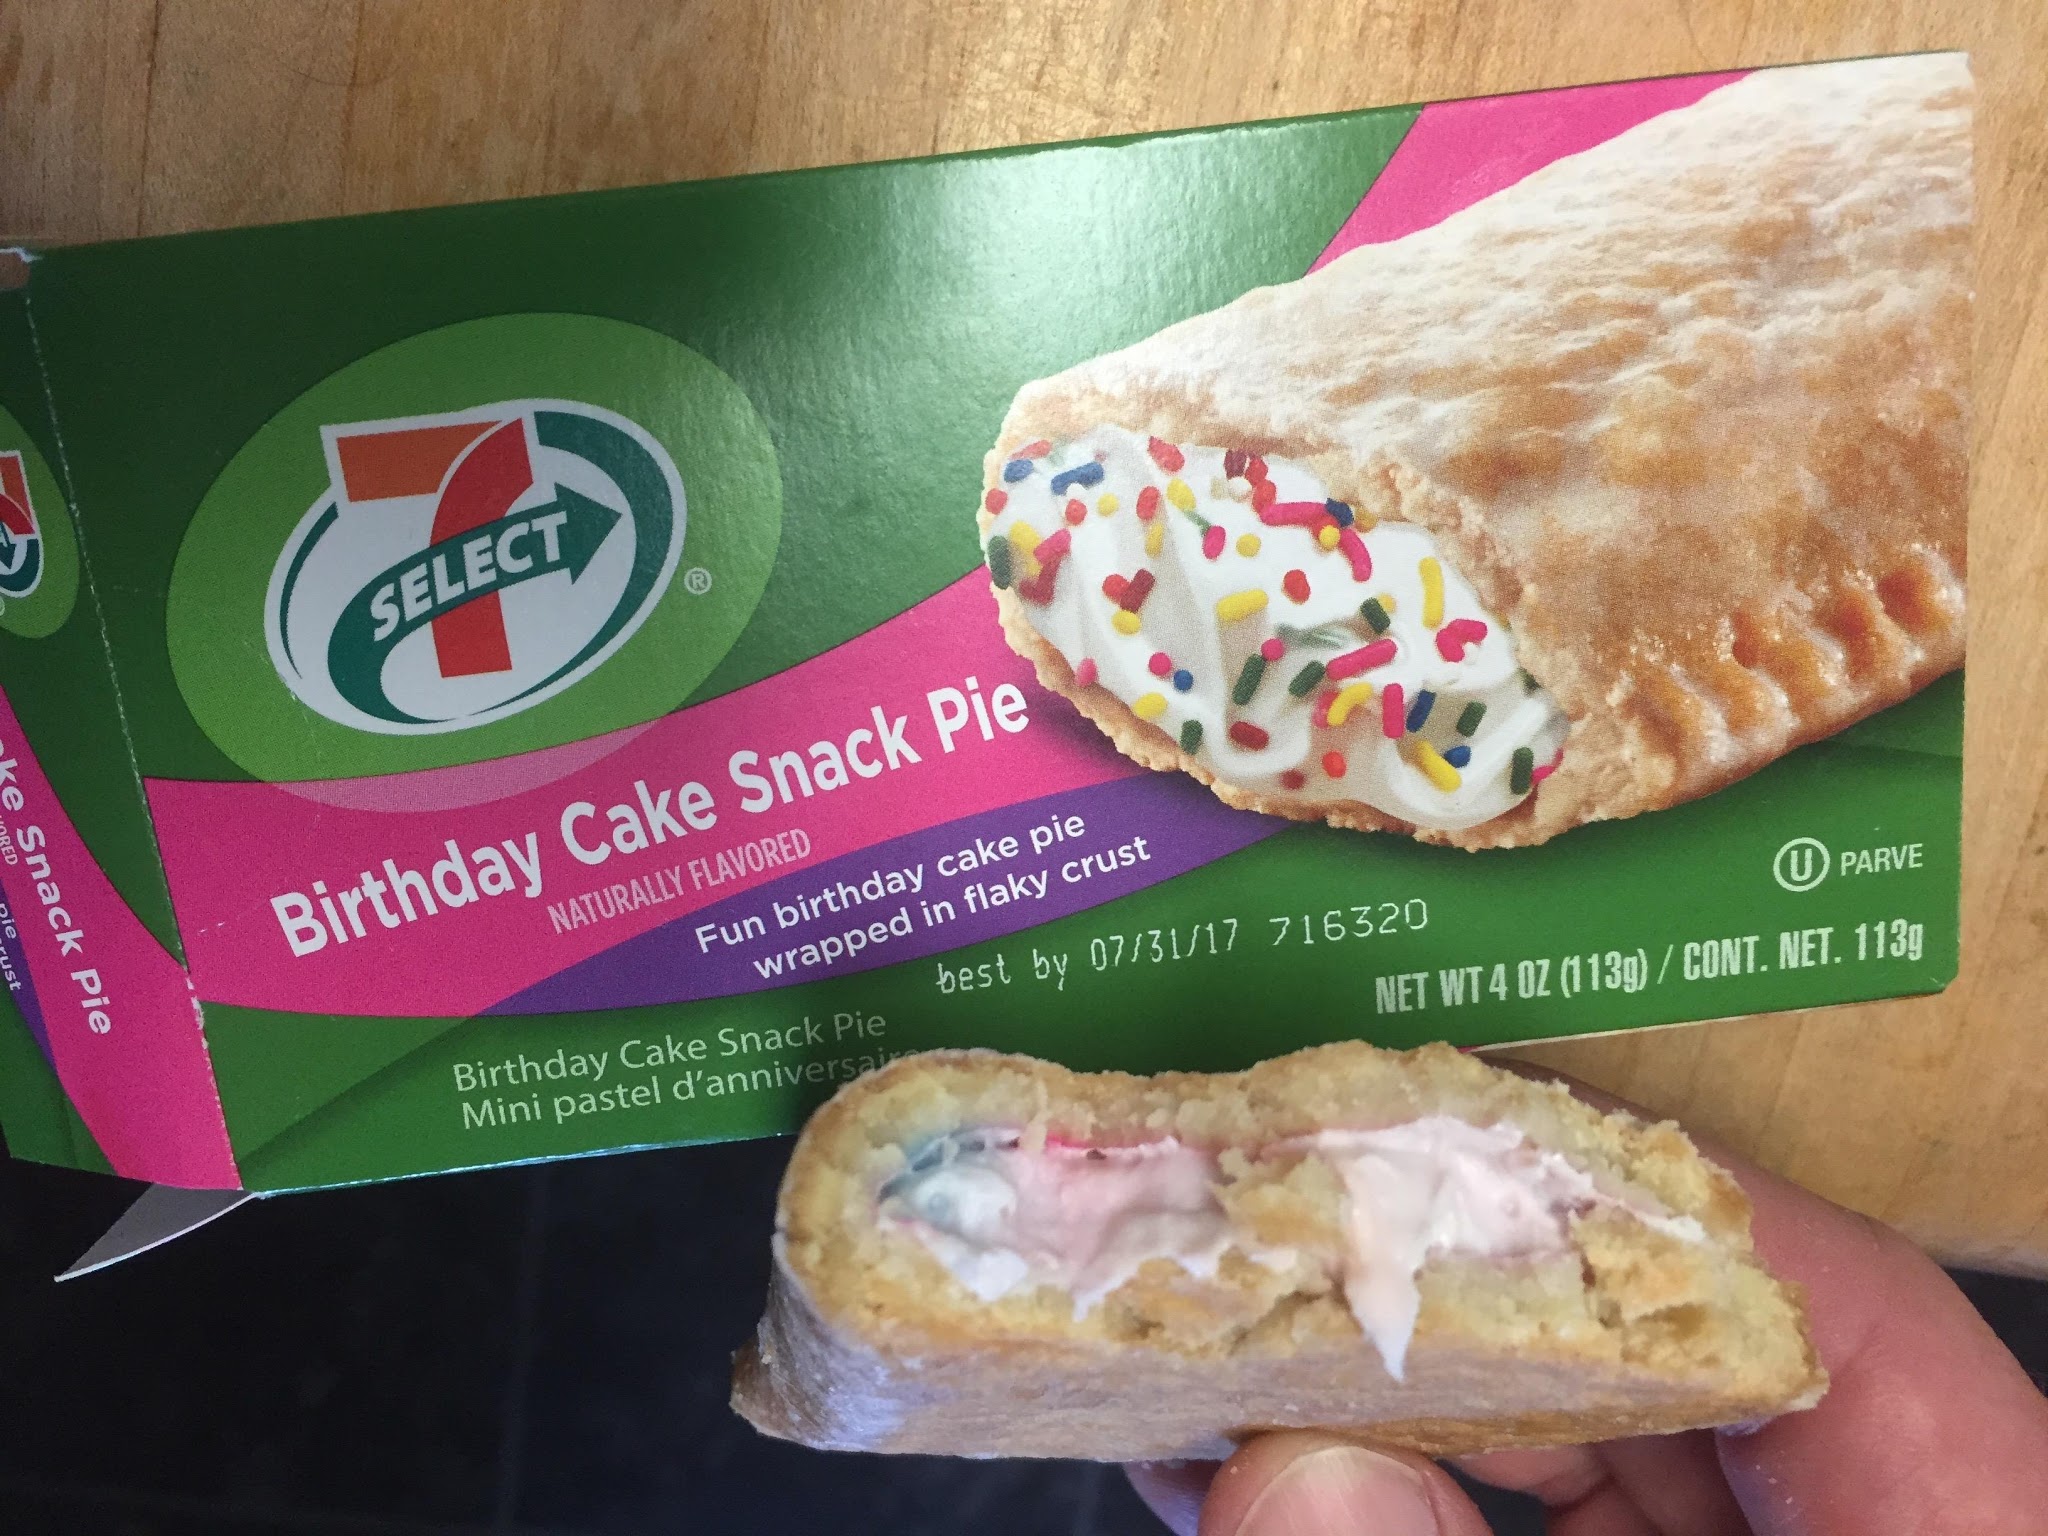 7
SELECT
®
Birthday Cake Snack Pie
NATURALLY FLAVORED
Fun birthday cake pie
wrapped in flaky crust
best by 07/31/17 716320
U PARVE
NET WT 4 OZ (113g) / CONT. NET. 113g
Birthday Cake Snack Pie
Mini pastel d'anniversaire
Snack Pie